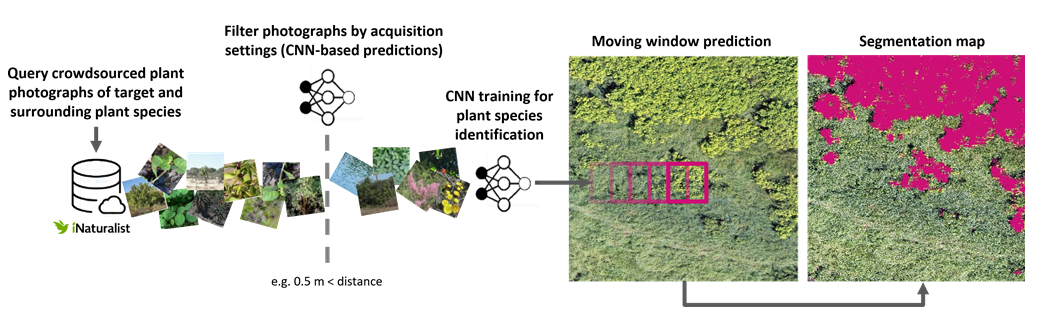 Query crowdsourced plant
photographs of target and
surrounding plant species
iNaturalist
Filter photographs by acquisition
settings (CNN-based predictions)
e.g. 0.5 m < distance
CNN training for
plant species
identification
Moving window prediction
Segmentation map